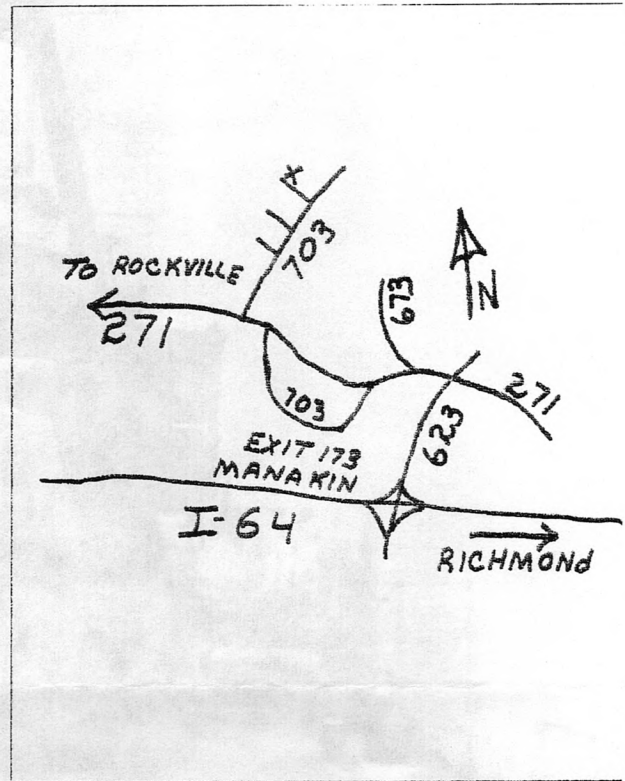 X
703
TO ROCKVILLE
271
673
N
703
271
623
EXIT 173
MANAKIN
I-64
RICHMOND